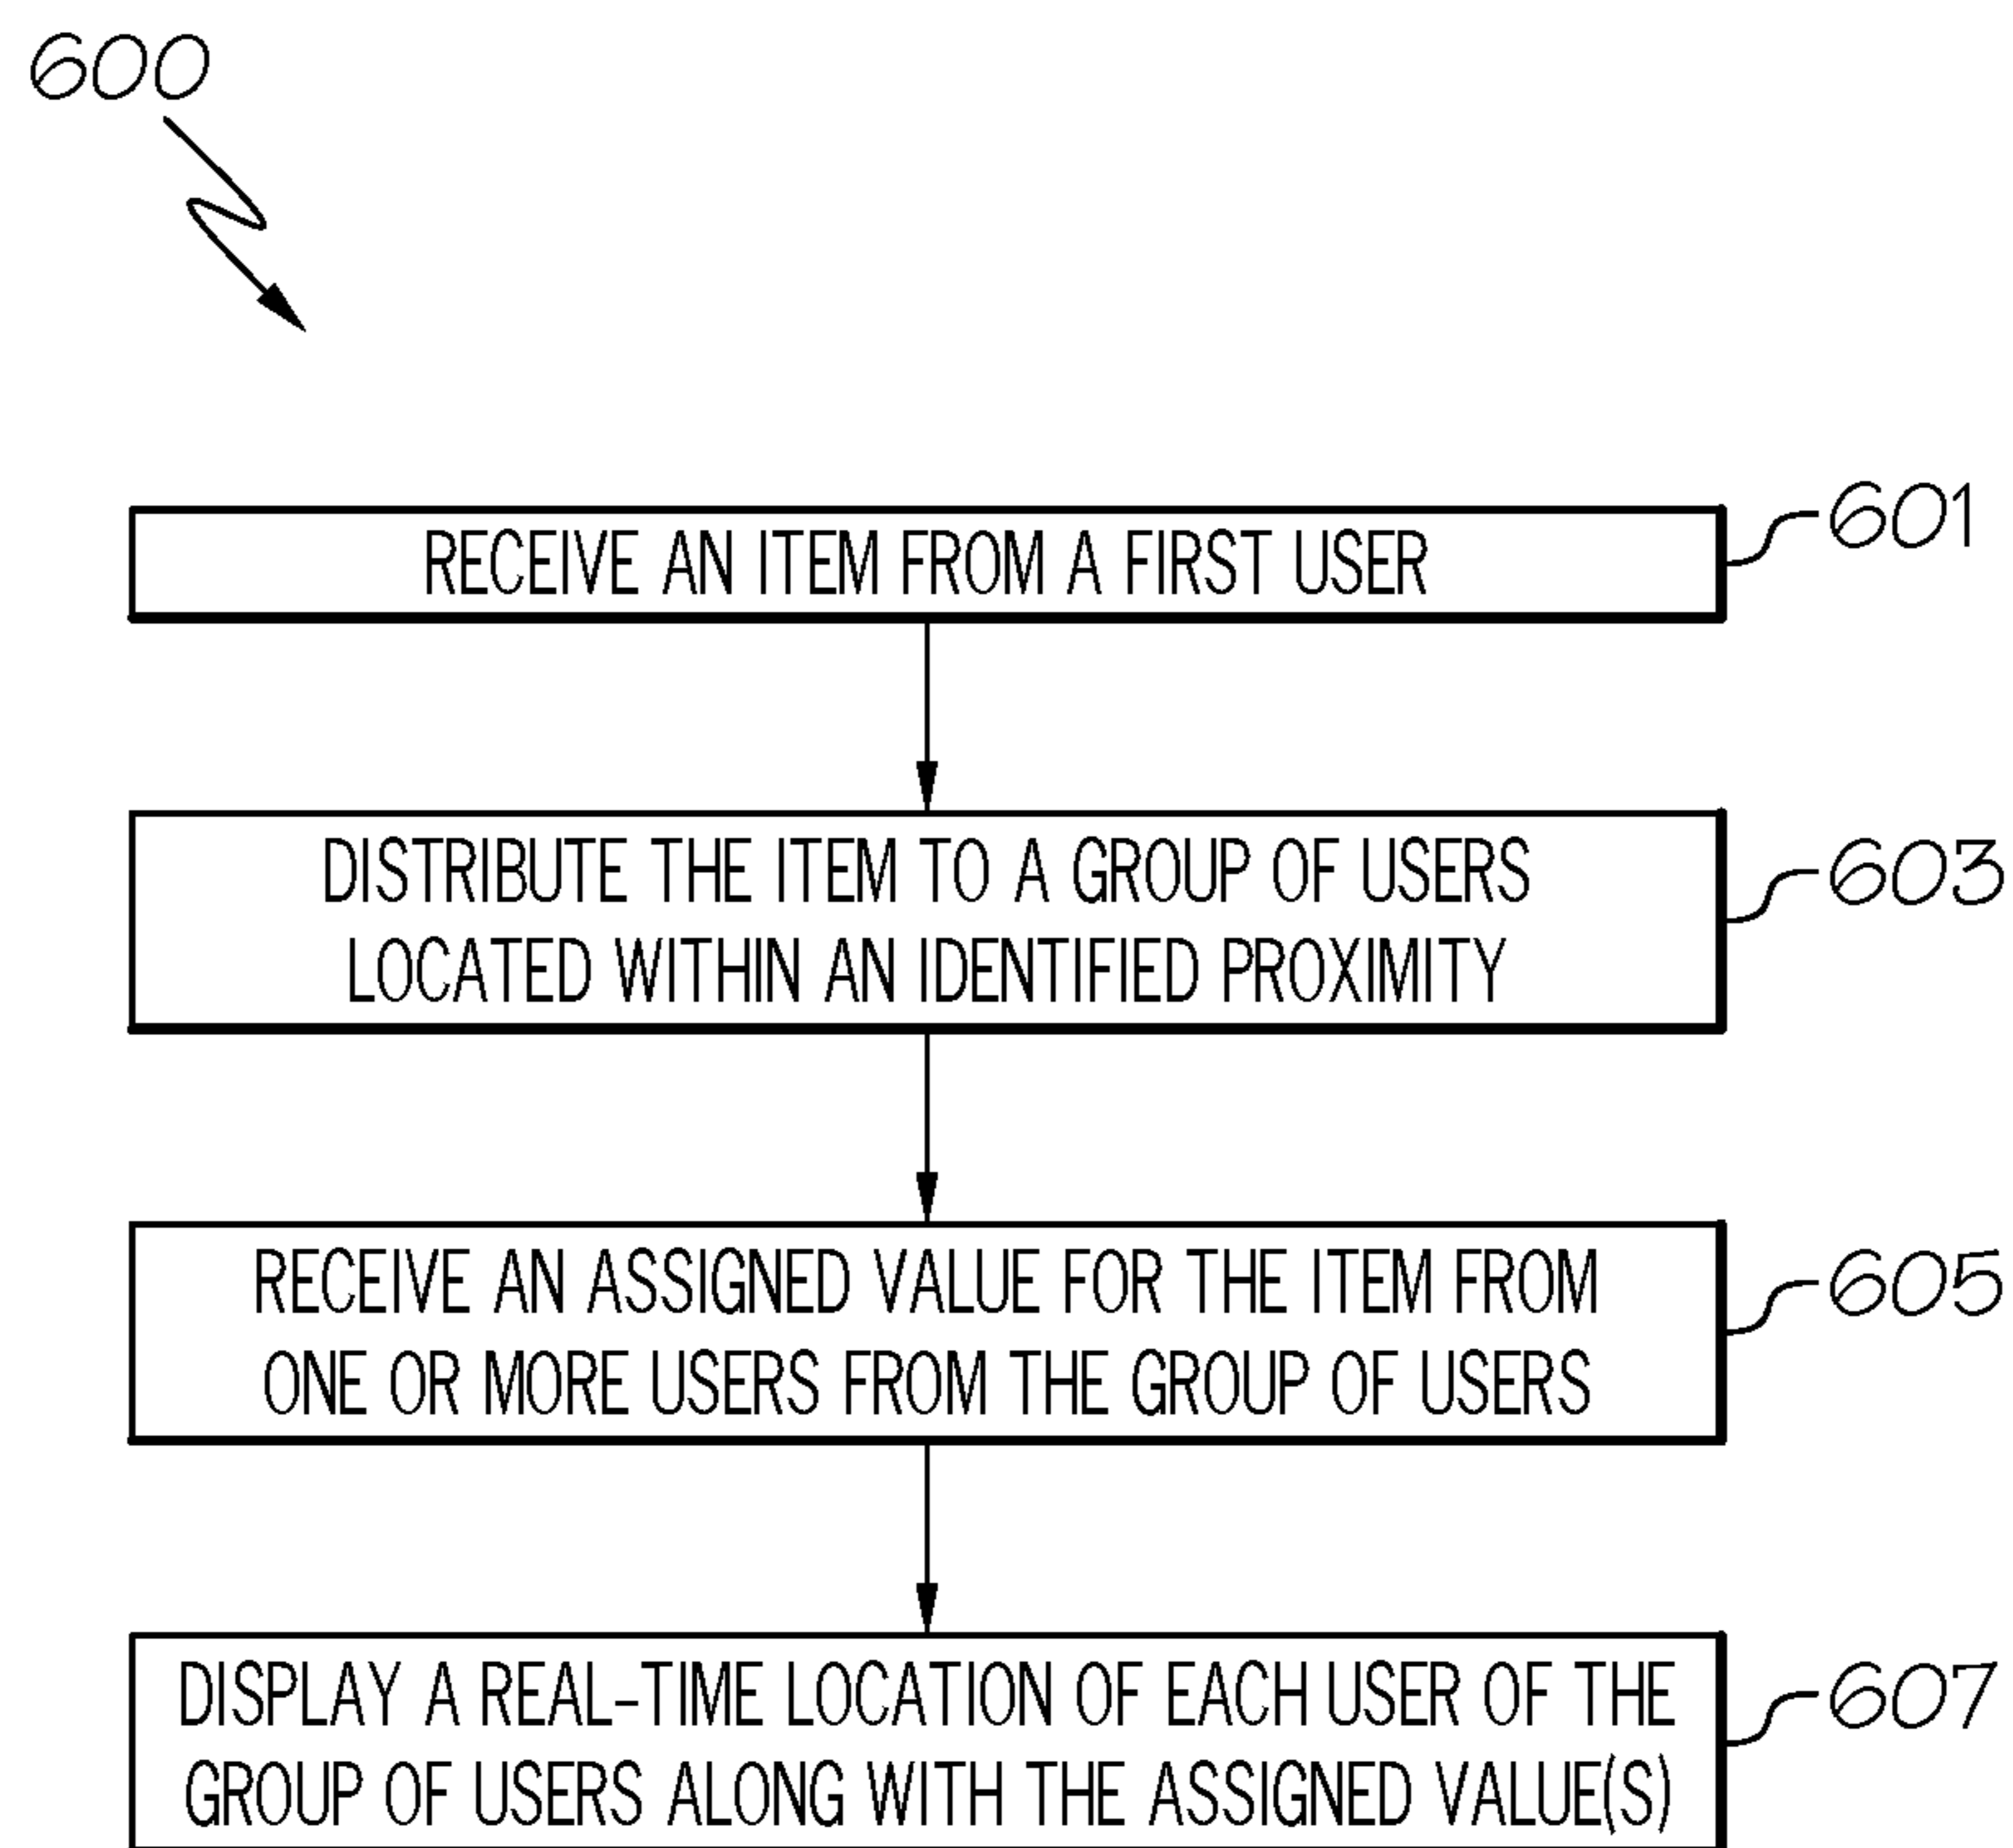 600
RECEIVE AN ITEM FROM A FIRST USER
601
DISTRIBUTE THE ITEM TO A GROUP OF USERS
LOCATED WITHIN AN IDENTIFIED PROXIMITY
603
RECEIVE AN ASSIGNED VALUE FOR THE ITEM FROM
ONE OR MORE USERS FROM THE GROUP OF USERS
605
DISPLAY A REAL-TIME LOCATION OF EACH USER OF THE
GROUP OF USERS ALONG WITH THE ASSIGNED VALUE(S)
607